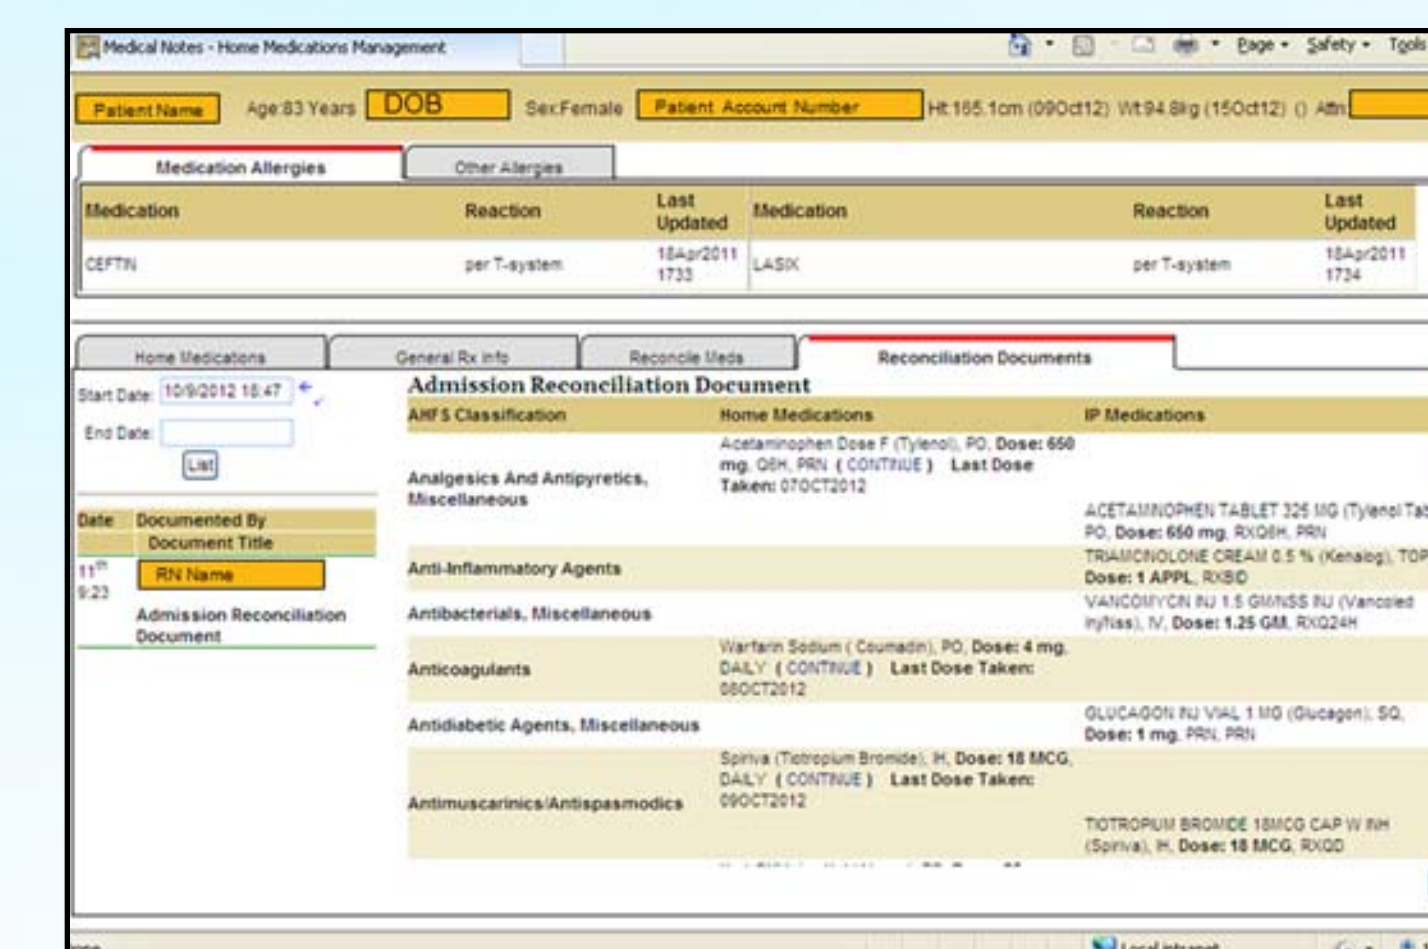 Medical Notes - Home Medications Management
Page Safety Tools
Patient Name Age:83 Years DOB Sex:Female Patient Account Number Ht:165.1cm (09Oct12) Wt:94.8kg (15Oct12) () Attn:
Medication Allergies Other Allergies
Medication Reaction Last Updated Medication Reaction Last Updated
CEFTIN per T-system 18Apr2011 1733 LASIX per T-system 18Apr2011 1734
Home Medications General Rx Info Reconcile Meds Reconciliation Documents
Start Date: 10/9/2012 18:47
End Date:
List
Date Documented By
Document Title
11th
9:23
RN Name
Admission Reconciliation
Document
Admission Reconciliation Document
AHFS Classification Home Medications IP Medications
Analgesics And Antipyretics,
Miscellaneous
Acetaminophen Dose F (Tylenol), PO, Dose: 650
mg, Q6H, PRN ( CONTINUE ) Last Dose
Taken: 07OCT2012
ACETAMINOPHEN TABLET 325 MG (Tylenol
PO, Dose: 650 mg, RXQ6H, PRN
Anti-Inflammatory Agents
TRIAMCINOLONE CREAM 0.5 % (Kenalog), TOP
Dose: 1 APPL, RXBID
Antibacterials, Miscellaneous
VANCOMYCIN INJ 1.5 GM/NSS INJ (Vancoled
Inj/Nss), IV, Dose: 1.25 GM, RXQ24H
Anticoagulants
Warfarin Sodium ( Coumadin), PO, Dose: 4 mg,
DAILY ( CONTINUE ) Last Dose Taken:
08OCT2012
Antidiabetic Agents, Miscellaneous
GLUCAGON INJ VIAL 1 MG (Glucagen), SQ,
Dose: 1 mg, PRN, PRN
Antimuscarinics/Antispasmodics
Spiriva (Tiotropium Bromide), IH, Dose: 18 MCG,
DAILY ( CONTINUE ) Last Dose Taken:
09OCT2012
TIOTROPIUM BROMIDE 18MCG CAP W INH
(Spiriva), IH, Dose: 18 MCG, RXQD
Local intranet